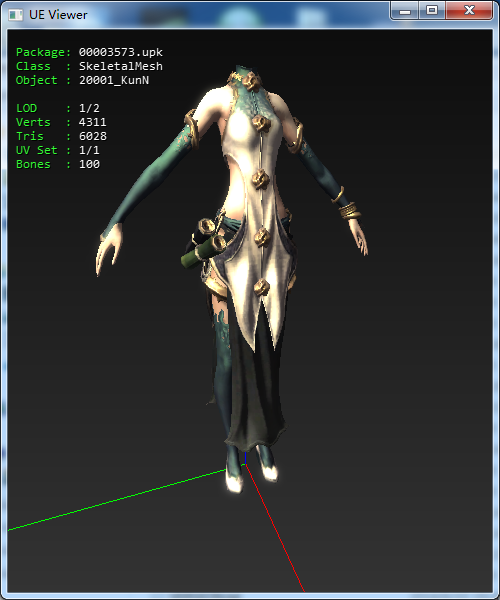 UE Viewer
Package: 00003573.upk
Class : SkeletalMesh
Object : 20001_KunN
LOD : 1/2
Verts : 4311
Tris : 6028
UV Set : 1/1
Bones : 100